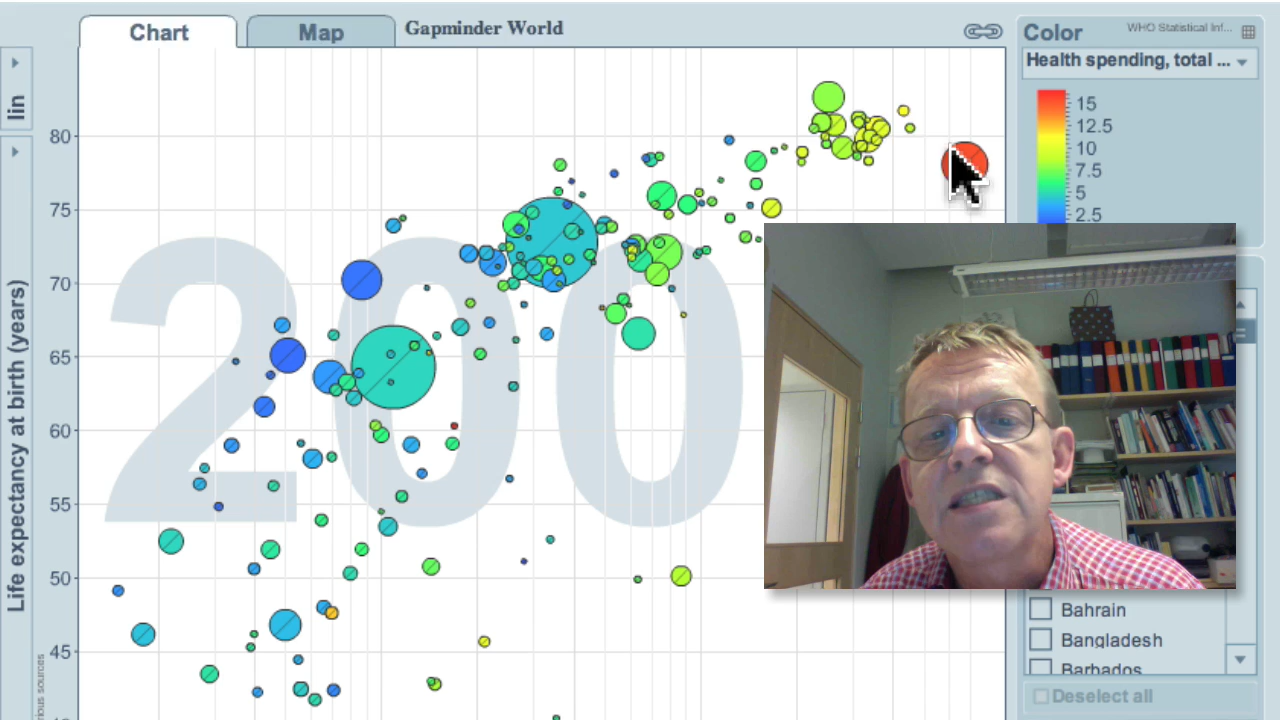 Chart
Map
Gapminder World
Color
WHO Statistical Inf...
Health spending, total ...
15
12.5
10
7.5
5
2.5
lin
Life expectancy at birth (years)
80
75
70
65
60
55
50
45
200
Bahrain
Bangladesh
Barbados
Deselect all